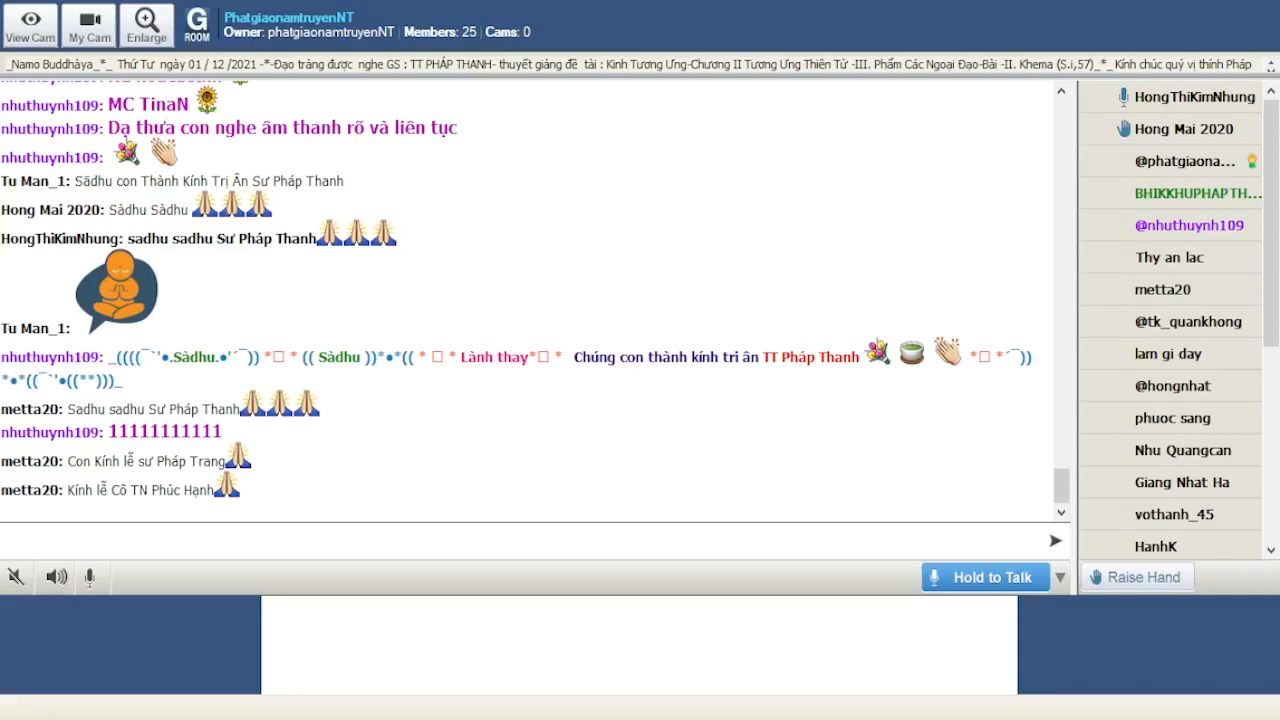 View Cam
My Cam
Enlarge
G
ROOM
PhatgiaonamtruyenNT
Owner: phatgiaonamtruyenNT | Members: 25 | Cams: 0
_Namo Buddhàya_*_ Thứ Tư ngày 01 / 12 /2021 -*-Đạo tràng được nghe GS : TT PHÁP THANH- thuyết giảng đề tài : Kinh Tương Ưng-Chương II Tương Ưng Thiên Tử -III. Phẩm Các Ngoại Đạo-Bài -II. Khema (S.i,57)_*_Kính chúc quý vị thính Pháp
nhuthuynh109: MC TinaN
nhuthuynh109: Dạ thưa con nghe âm thanh rõ và liên tục
nhuthuynh109:
Tu Man_1: Sādhu con Thành Kính Trị Ân Sư Pháp Thanh
Hong Mai 2020: Sàdhu Sàdhu
HongThiKimNhung: sadhu sadhu Sư Pháp Thanh
Tu Man_1:
nhuthuynh109: _((((¯`'•.Sàdhu.•'´¯)) *□ * (( Sàdhu ))*•*(( * □ * Lành thay*□ * Chúng con thành kính tri ân TT Pháp Thanh *□ *´¯))
*•*((¯`'•((**)))_
metta20: Sadhu sadhu Sư Pháp Thanh
nhuthuynh109: 11111111111
metta20: Con Kính lễ sư Pháp Trang
metta20: Kính lễ Cô TN Phúc Hạnh
Hold to Talk
HongThiKimNhung
Hong Mai 2020
@phatgiaona...
BHIKKHUPHAPTH...
@nhuthuynh109
Thy an lac
metta20
@tk_quankhong
lam gi day
@hongnhat
phuoc sang
Nhu Quangcan
Giang Nhat Ha
vothanh_45
HanhK
Raise Hand